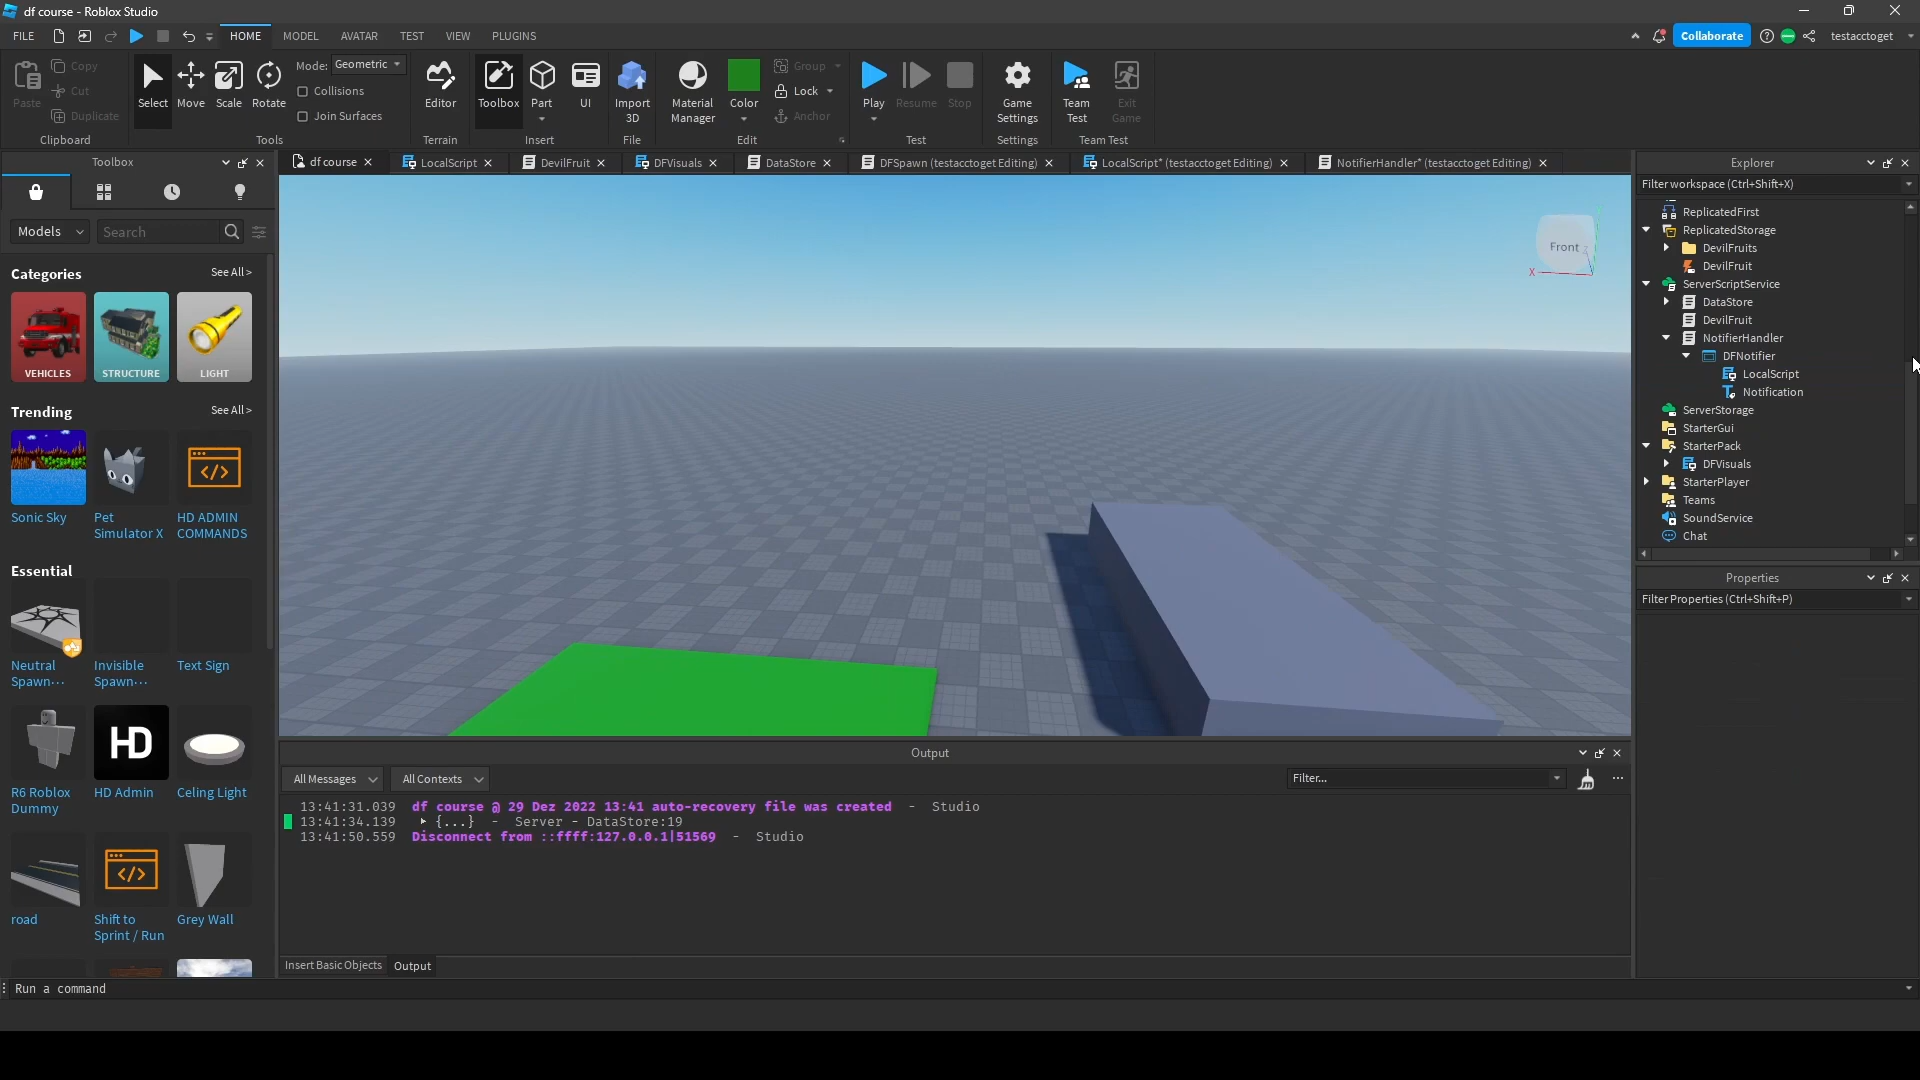 df course - Roblox Studio
FILE
HOME
MODEL
AVATAR
TEST
VIEW
PLUGINS
Collaborate
testacctoget
Paste
Copy
Cut
Duplicate
Clipboard
Select
Move
Scale
Rotate
Mode:
Geometric
Collisions
Join Surfaces
Tools
Editor
Terrain
Toolbox
Part
UI
Insert
Import
3D
File
Material
Manager
Color
Group
Lock
Anchor
Edit
Play
Resume
Stop
Test
Game
Settings
Settings
Team
Test
Exit
Game
Team Test
Toolbox
df course
LocalScript
DevilFruit
DFVisuals
DataStore
DFSpawn (testacctoget Editing)
LocalScript* (testacctoget Editing)
NotifierHandler* (testacctoget Editing)
Models
Search
Categories
See All >
VEHICLES
STRUCTURE
LIGHT
Trending
See All >
Sonic Sky
Pet
Simulator X
HD ADMIN
COMMANDS
Essential
Neutral
Spawn...
Invisible
Spawn...
Text Sign
HD
R6 Roblox
Dummy
HD Admin
Celing Light
road
Shift to
Sprint / Run
Grey Wall
Front
X
Z
Explorer
Filter workspace (Ctrl+Shift+X)
ReplicatedFirst
ReplicatedStorage
DevilFruits
DevilFruit
ServerScriptService
DataStore
DevilFruit
NotifierHandler
DFNotifier
LocalScript
Notification
ServerStorage
StarterGui
StarterPack
DFVisuals
StarterPlayer
Teams
SoundService
Chat
Properties
Filter Properties (Ctrl+Shift+P)
Output
All Messages
All Contexts
Filter...
13:41:31.039 df course @ 29 Dez 2022 13:41 auto-recovery file was created - Studio
13:41:34.139 ▶ {...} - Server - DataStore:19
13:41:50.559 Disconnect from ::ffff:127.0.0.1|51569 - Studio
Insert Basic Objects
Output
Run a command